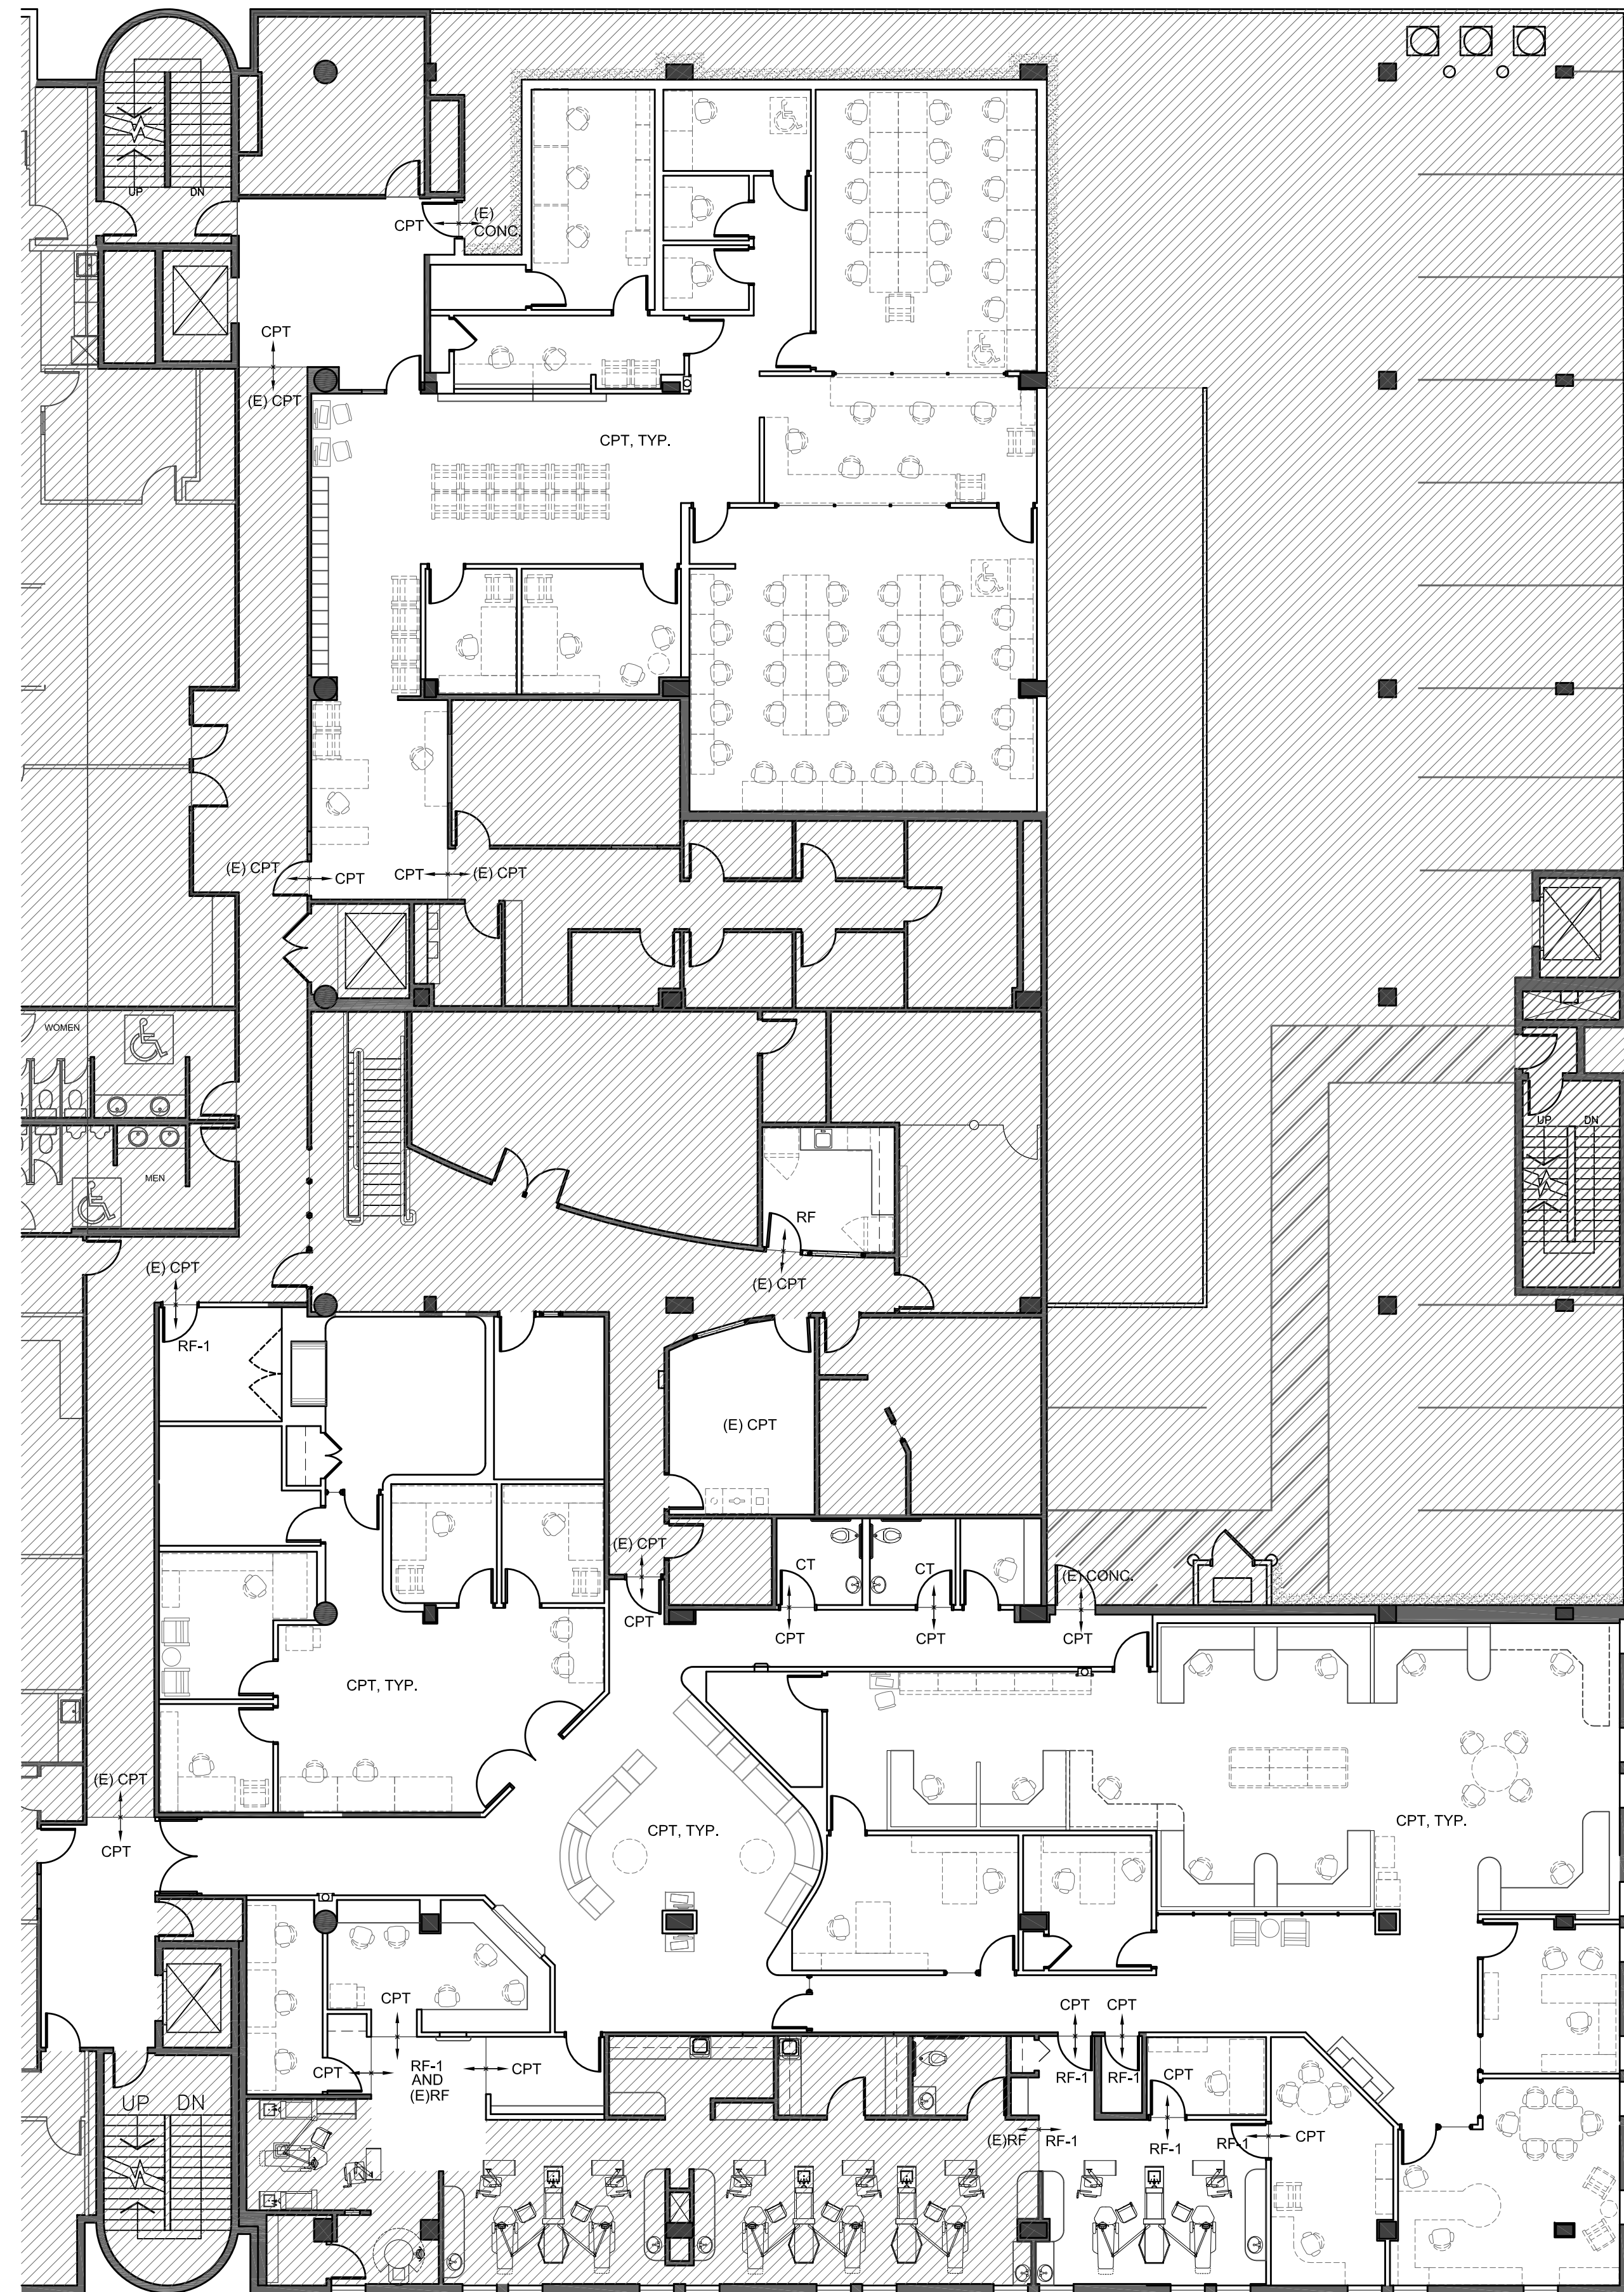 UP DN
CPT
(E)
CONC.
CPT
(E) CPT
CPT, TYP.
(E) CPT
CPT
CPT
(E) CPT
WOMEN
MEN
UP DN
RF
(E) CPT
(E) CPT
RF-1
(E) CPT
(E) CPT
CPT
CT
CPT
CT
CPT
(E) CONC.
CPT
CPT, TYP.
(E) CPT
CPT
CPT, TYP.
CPT, TYP.
CPT
CPT
RF-1
AND
(E)RF
CPT
CPT
RF-1
CPT
RF-1
CPT
RF-1
(E)RF
RF-1
RF-1
CPT
UP DN